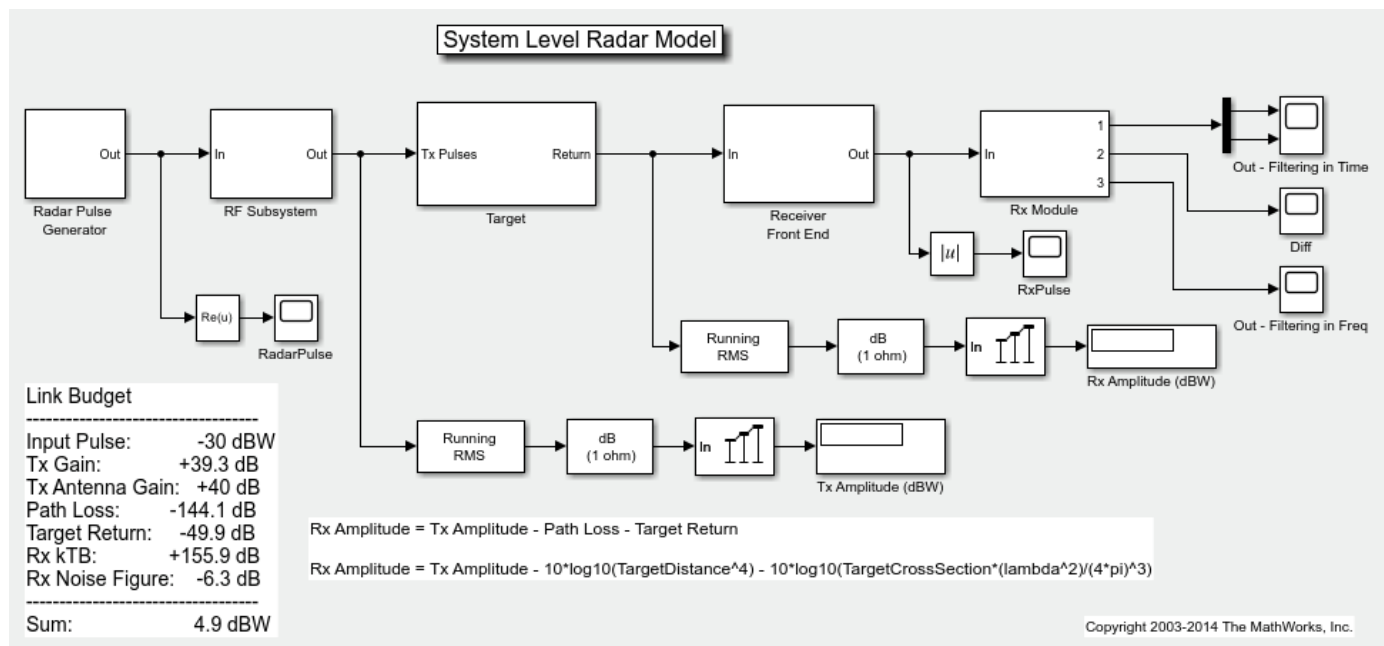 System Level Radar Model
Out
Radar Pulse
Generator
In
Out
RF Subsystem
Tx Pulses
Return
Target
In
Out
Receiver
Front End
In
1
2
3
Rx Module
Out - Filtering in Time
Diff
Out - Filtering in Freq
|u|
RxPulse
Re(u)
RadarPulse
Running
RMS
dB
(1 ohm)
In
Rx Amplitude (dBW)
Running
RMS
dB
(1 ohm)
In
Tx Amplitude (dBW)
Link Budget
-----------------------------------
Input Pulse: -30 dBW
Tx Gain: +39.3 dB
Tx Antenna Gain: +40 dB
Path Loss: -144.1 dB
Target Return: -49.9 dB
Rx kTB: +155.9 dB
Rx Noise Figure: -6.3 dB
-----------------------------------
Sum: 4.9 dBW
Rx Amplitude = Tx Amplitude - Path Loss - Target Return
Rx Amplitude = Tx Amplitude - 10*log10(TargetDistance^4) - 10*log10(TargetCrossSection*(lambda^2)/(4*pi)^3)
Copyright 2003-2014 The MathWorks, Inc.